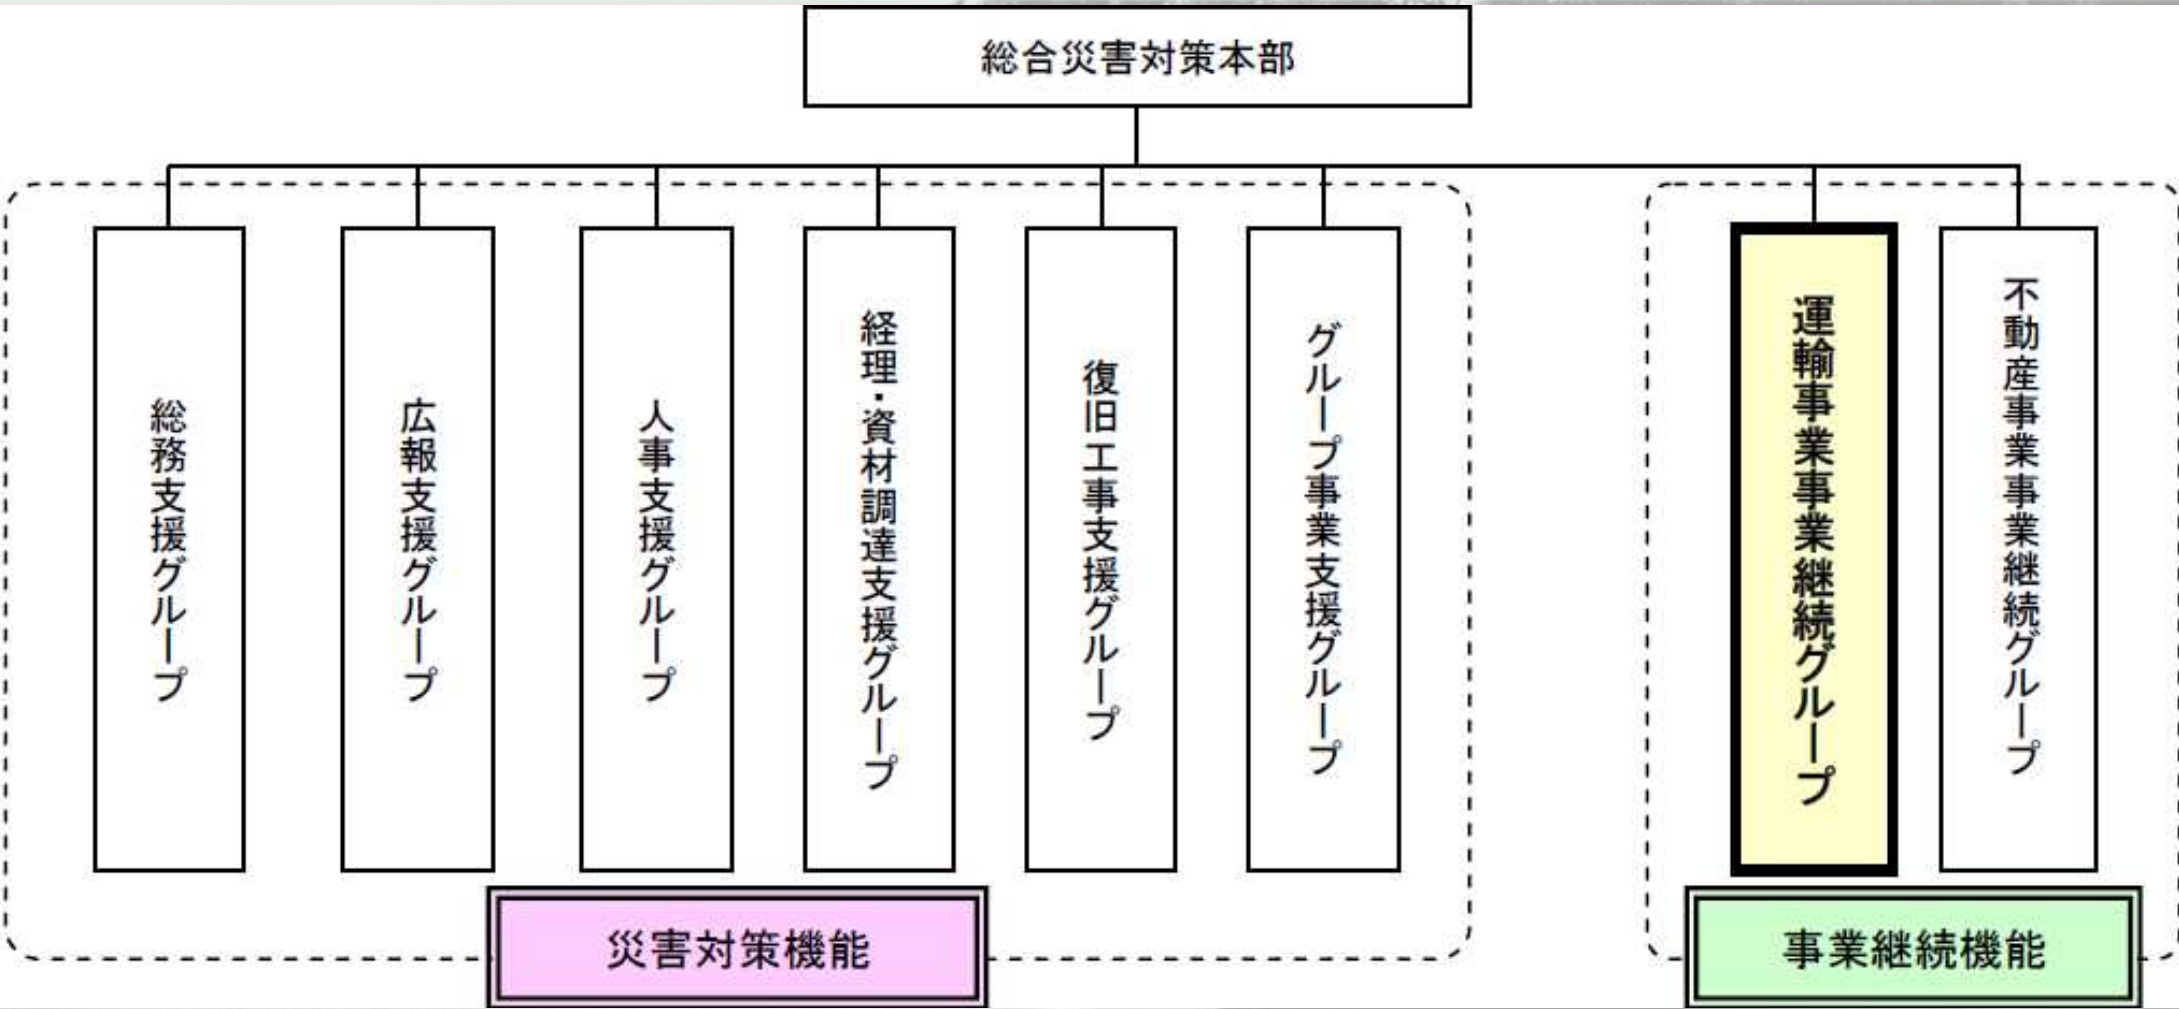 総合災害対策本部
総務支援グループ
広報支援グループ
人事支援グループ
経理・資材調達支援グループ
復旧工事支援グループ
グループ事業支援グループ
運輸事業事業継続グループ
不動産事業事業継続グループ
災害対策機能
事業継続機能